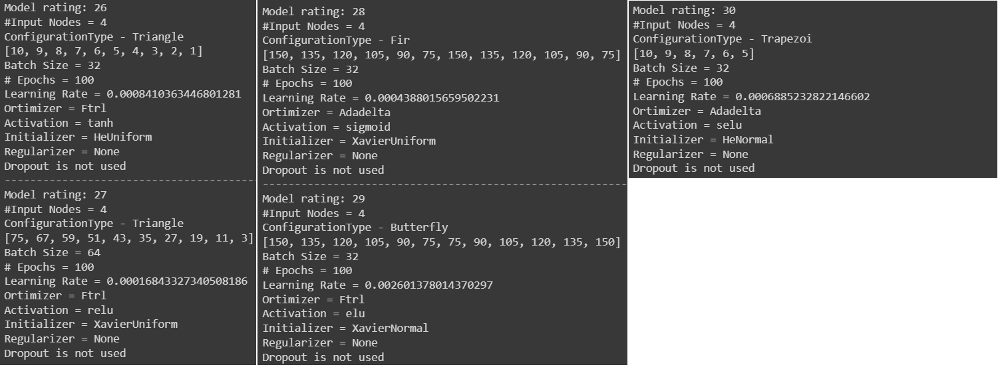 Model rating: 26
#Input Nodes = 4
ConfigurationType - Triangle
[10, 9, 8, 7, 6, 5, 4, 3, 2, 1]
Batch Size = 32
# Epochs = 100
Learning Rate = 0.0008410363446801281
Ortimizer = Ftrl
Activation = tanh
Initializer = HeUniform
Regularizer = None
Dropout is not used
----------------------------------------
Model rating: 27
#Input Nodes = 4
ConfigurationType - Triangle
[75, 67, 59, 51, 43, 35, 27, 19, 11, 3]
Batch Size = 64
# Epochs = 100
Learning Rate = 0.00016843327340508186
Ortimizer = Ftrl
Activation = relu
Initializer = XavierUniform
Regularizer = None
Dropout is not used
Model rating: 28
#Input Nodes = 4
ConfigurationType - Fir
[150, 135, 120, 105, 90, 75, 150, 135, 120, 105, 90, 75]
Batch Size = 32
# Epochs = 100
Learning Rate = 0.0004388015659502231
Ortimizer = Adadelta
Activation = sigmoid
Initializer = XavierUniform
Regularizer = None
Dropout is not used
---------------------------------------------------------
Model rating: 29
#Input Nodes = 4
ConfigurationType - Butterfly
[150, 135, 120, 105, 90, 75, 75, 90, 105, 120, 135, 150]
Batch Size = 32
# Epochs = 100
Learning Rate = 0.002601378014370297
Ortimizer = Ftrl
Activation = elu
Initializer = XavierNormal
Regularizer = None
Dropout is not used
Model rating: 30
#Input Nodes = 4
ConfigurationType - Trapezoi
[10, 9, 8, 7, 6, 5]
Batch Size = 32
# Epochs = 100
Learning Rate = 0.0006885232822146602
Ortimizer = Adadelta
Activation = selu
Initializer = HeNormal
Regularizer = None
Dropout is not used